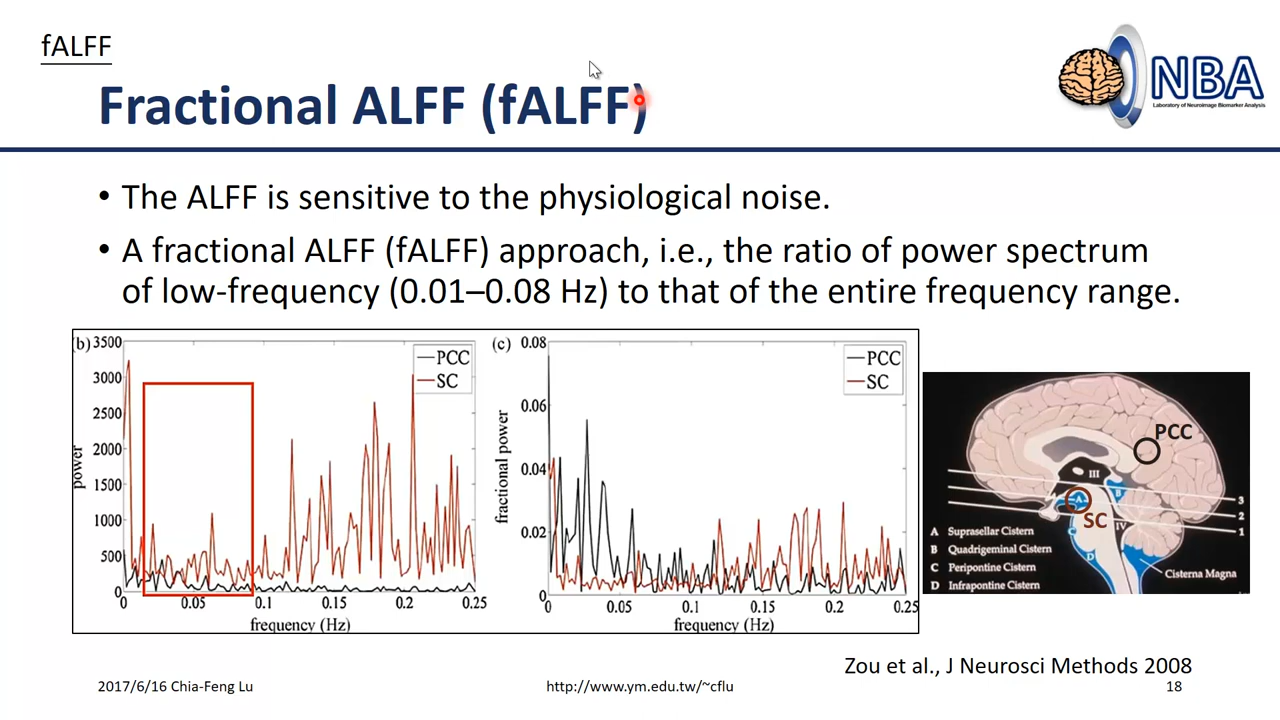 fALFF
NBA
Laboratory of Neuroimage Biomarker Analysis
Fractional ALFF (fALFF)
• The ALFF is sensitive to the physiological noise.
• A fractional ALFF (fALFF) approach, i.e., the ratio of power spectrum
of low-frequency (0.01–0.08 Hz) to that of the entire frequency range.
(b)
3500
3000
2500
2000
1500
1000
500
0
power
PCC
SC
0 0.05 0.1 0.15 0.2 0.25
frequency (Hz)
(c)
0.08
0.06
0.04
0.02
0
fractional power
PCC
SC
0 0.05 0.1 0.15 0.2 0.25
frequency (Hz)
PCC
III
A
B
SC
C
IV
D
3
2
1
A Suprasellar Cistern
B Quadrigeminal Cistern
C Peripontine Cistern
D Infrapontine Cistern
Cisterna Magna
Zou et al., J Neurosci Methods 2008
2017/6/16 Chia-Feng Lu
http://www.ym.edu.tw/~cflu
18